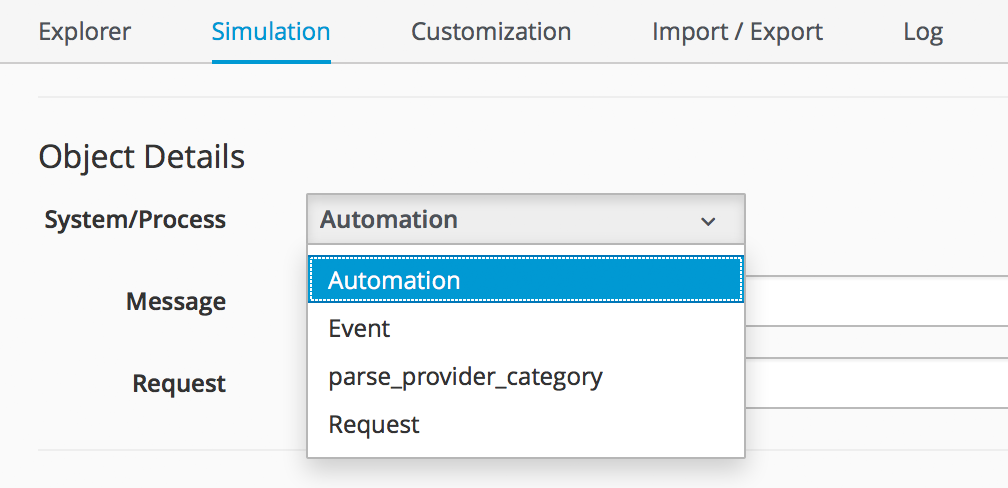 Explorer Simulation Customization Import / Export Log
Object Details
System/Process Automation
Automation
Message
Event
parse_provider_category
Request
Request